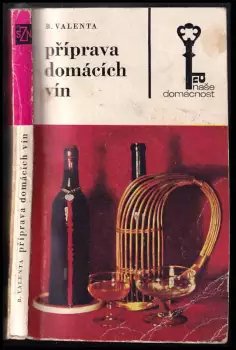 SZN
B. VALENTA
příprava
domácích
vín
naše
domácnost
B. VALENTA příprava domácích vín